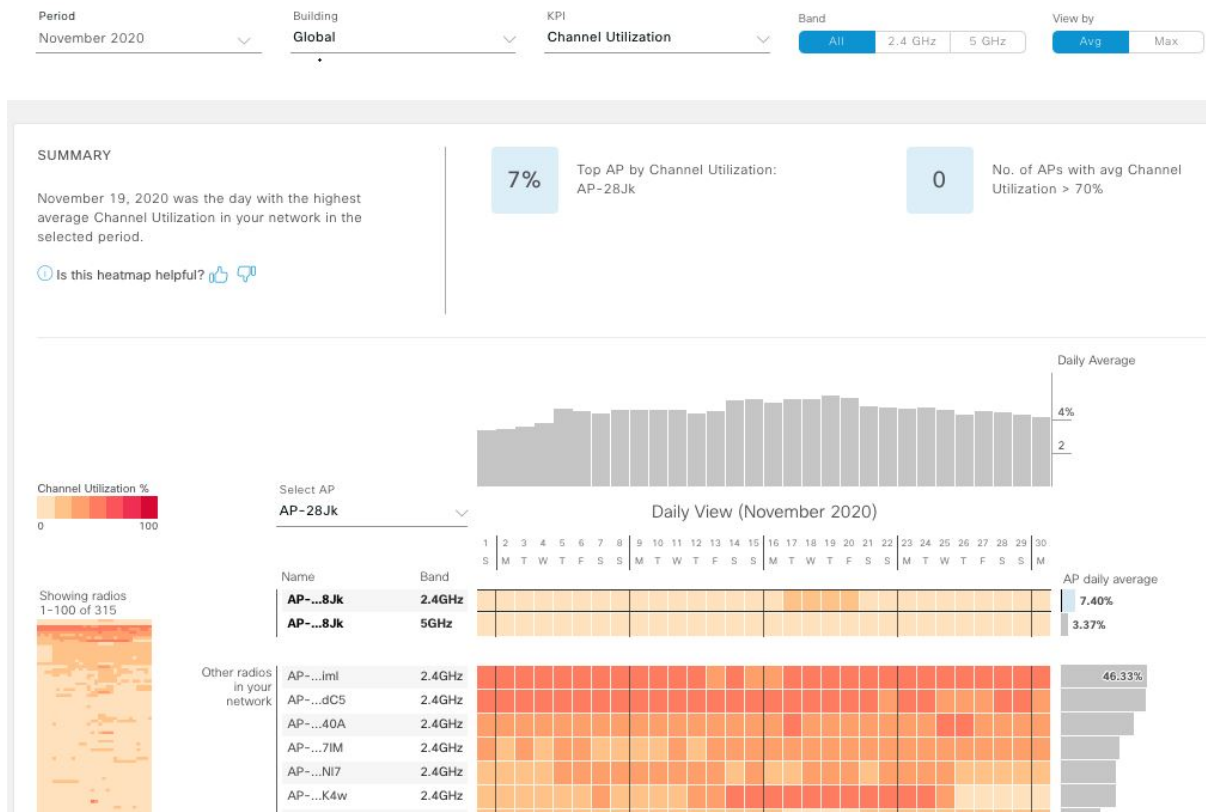 Period
Building
KPI
Band
View by
November 2020
Global
Channel Utilization
All
2.4 GHz
5 GHz
Avg
Max
SUMMARY
November 19, 2020 was the day with the highest
average Channel Utilization in your network in the
selected period.
Is this heatmap helpful?
7%
Top AP by Channel Utilization:
AP-28Jk
0
No. of APs with avg Channel
Utilization > 70%
Daily Average
4%
2
Channel Utilization %
0 100
Select AP
AP-28Jk
Daily View (November 2020)
1 2 3 4 5 6 7 8 9 10 11 12 13 14 15 16 17 18 19 20 21 22 23 24 25 26 27 28 29 30
S M T W T F S S M T W T F S S M T W T F S S M T W T F S S M
Name Band
AP daily average
AP-...8Jk 2.4GHz 7.40%
AP-...8Jk 5GHz 3.37%
Showing radios
1-100 of 315
Other radios
in your
network
AP-...iml 2.4GHz 46.33%
AP-...dC5 2.4GHz
AP-...40A 2.4GHz
AP-...7IM 2.4GHz
AP-...NI7 2.4GHz
AP-...K4w 2.4GHz